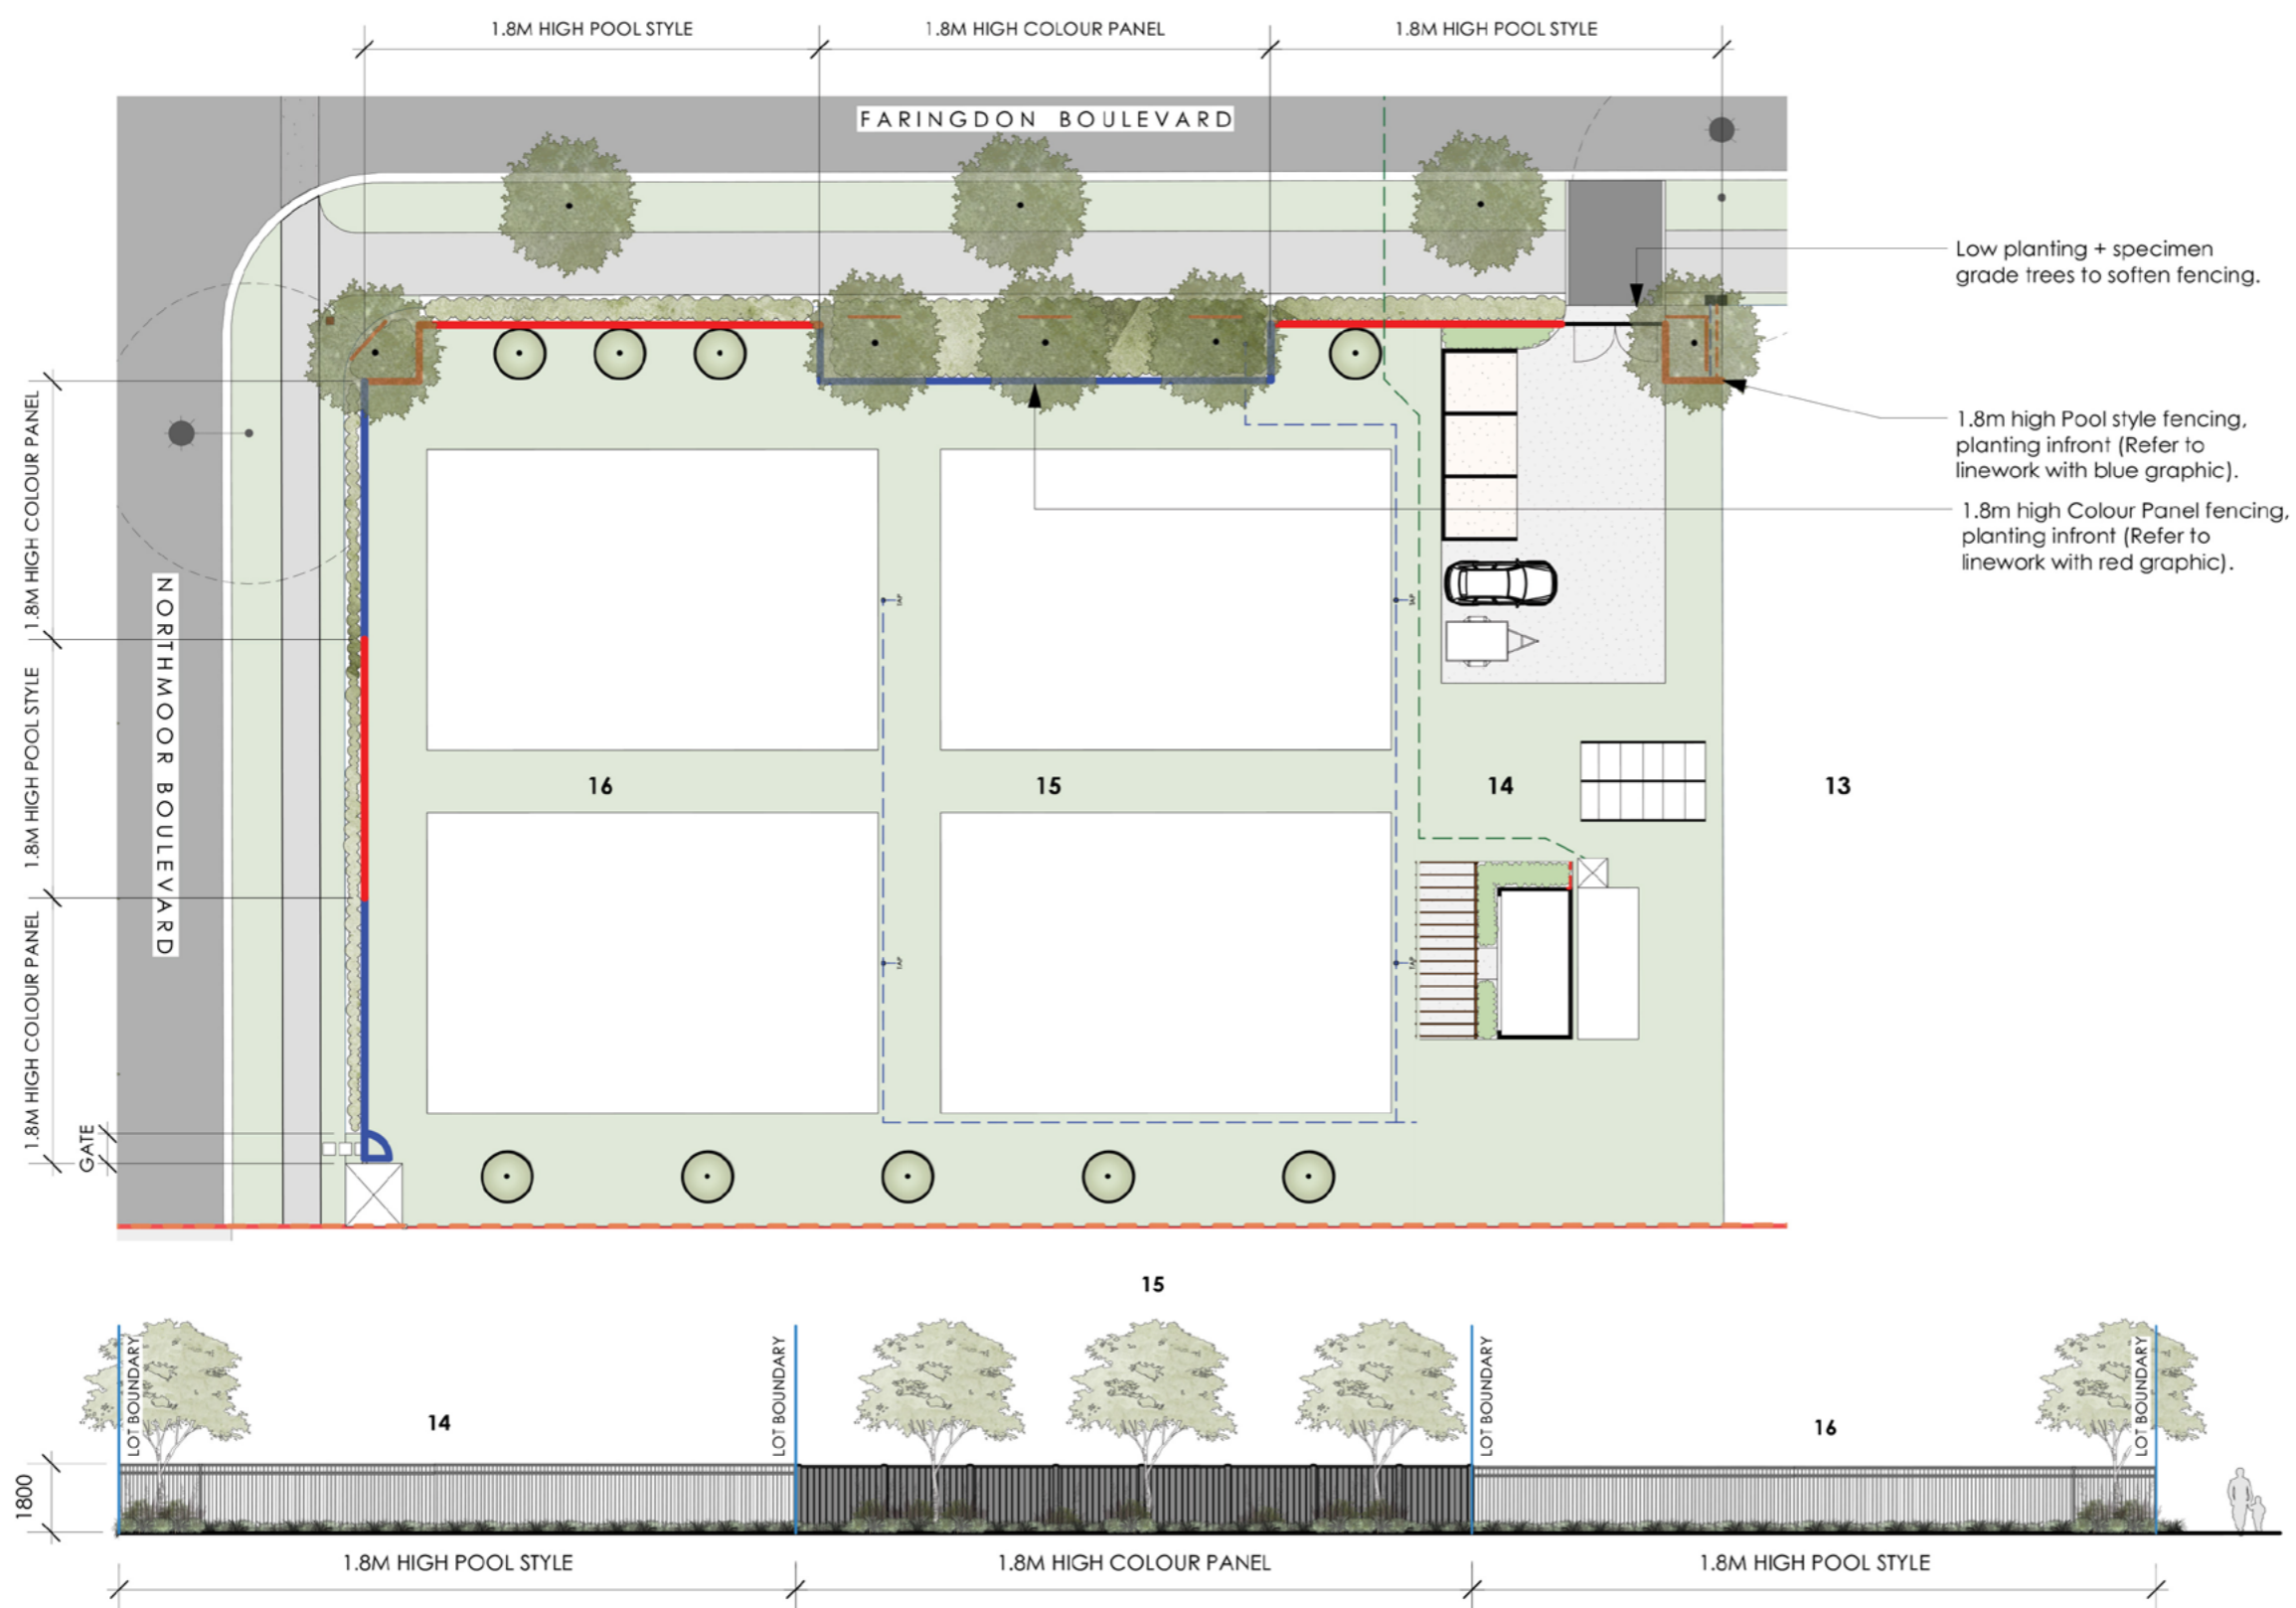 1.8M HIGH POOL STYLE
1.8M HIGH COLOUR PANEL
1.8M HIGH POOL STYLE
FARINGDON BOULEVARD
Low planting + specimen
grade trees to soften fencing.
1.8m high Pool style fencing,
planting infront (Refer to
linework with blue graphic).
1.8m high Colour Panel fencing,
planting infront (Refer to
linework with red graphic).
1.8M HIGH COLOUR PANEL
1.8M HIGH POOL STYLE
1.8M HIGH COLOUR PANEL
GATE
NORTHMOOR BOULEVARD
TAP
TAP
16
15
14
13
TAP
TAP
15
LOT BOUNDARY
14
LOT BOUNDARY
LOT BOUNDARY
16
LOT BOUNDARY
1800
1.8M HIGH POOL STYLE
1.8M HIGH COLOUR PANEL
1.8M HIGH POOL STYLE